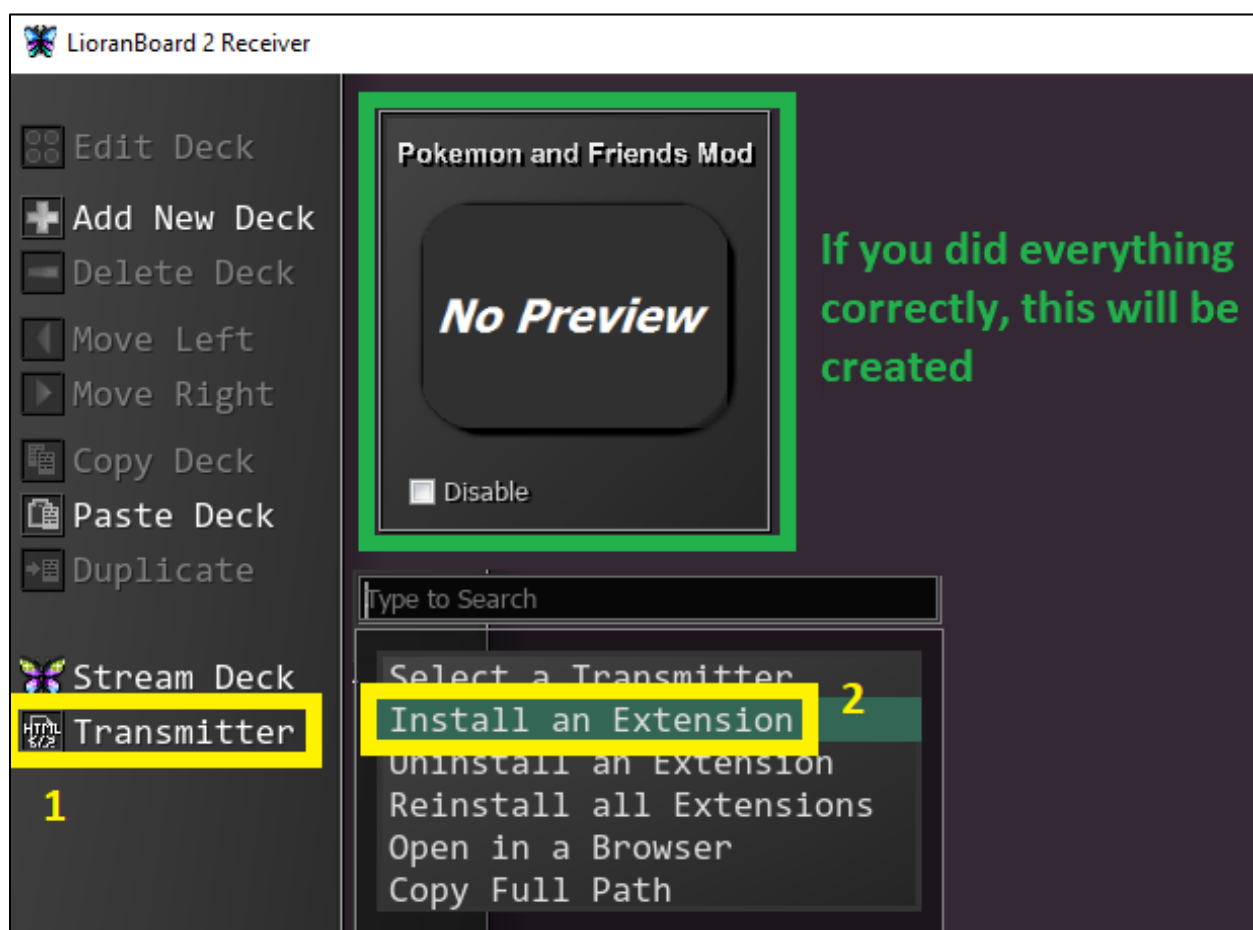 LioranBoard 2 Receiver
Edit Deck
Add New Deck
Delete Deck
Move Left
Move Right
Copy Deck
Paste Deck
Duplicate
Stream Deck
HTML
Transmitter
1
Pokemon and Friends Mod
No Preview
Disable
If you did everything
correctly, this will be
created
Type to Search
Select a Transmitter
Install an Extension
2
Uninstall an Extension
Reinstall all Extensions
Open in a Browser
Copy Full Path